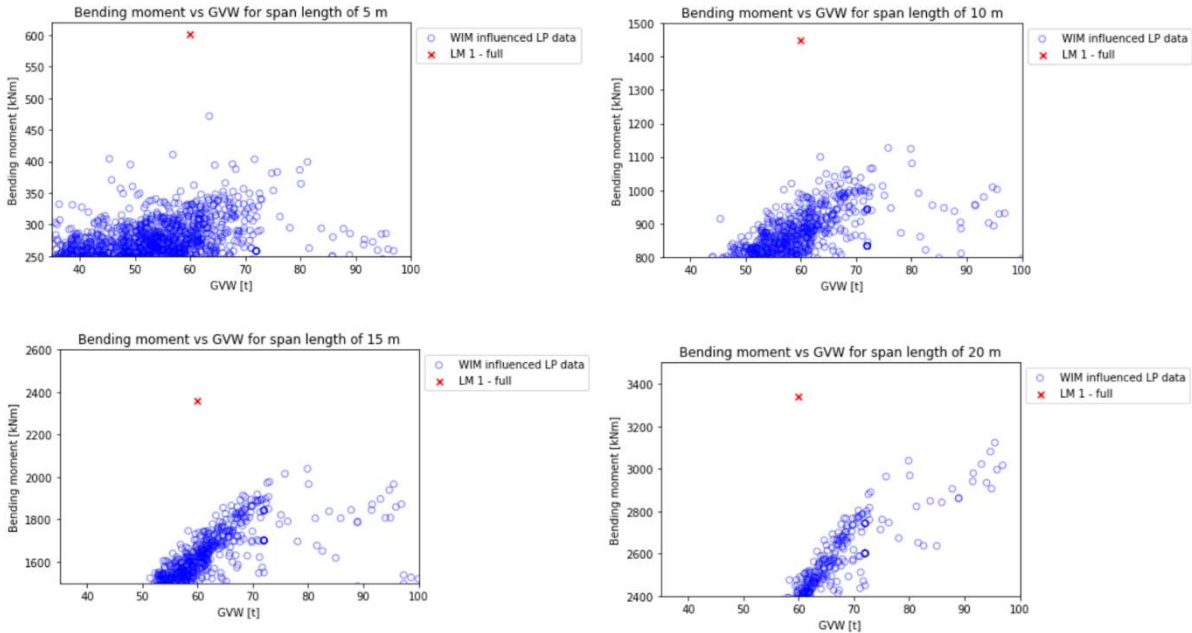 Bending moment vs GVW for span length of 5 m
600
550
500
450
400
350
300
250
Bending moment [kNm]
40 50 60 70 80 90 100
GVW [t]
WIM influenced LP data
LM 1 - full
Bending moment vs GVW for span length of 10 m
1500
1400
1300
1200
1100
1000
900
800
Bending moment [kNm]
40 50 60 70 80 90 100
GVW [t]
WIM influenced LP data
LM 1 - full
Bending moment vs GVW for span length of 15 m
2600
2400
2200
2000
1800
1600
Bending moment [kNm]
40 50 60 70 80 90 100
GVW [t]
WIM influenced LP data
LM 1 - full
Bending moment vs GVW for span length of 20 m
3400
3200
3000
2800
2600
2400
Bending moment [kNm]
40 50 60 70 80 90 100
GVW [t]
WIM influenced LP data
LM 1 - full